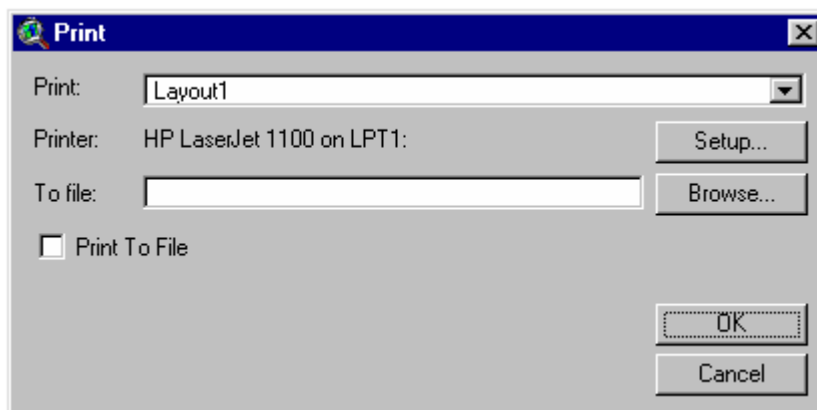 Print
Print: Layout1
Printer: HP LaserJet 1100 on LPT1: Setup...
To file: Browse...
Print To File
OK
Cancel